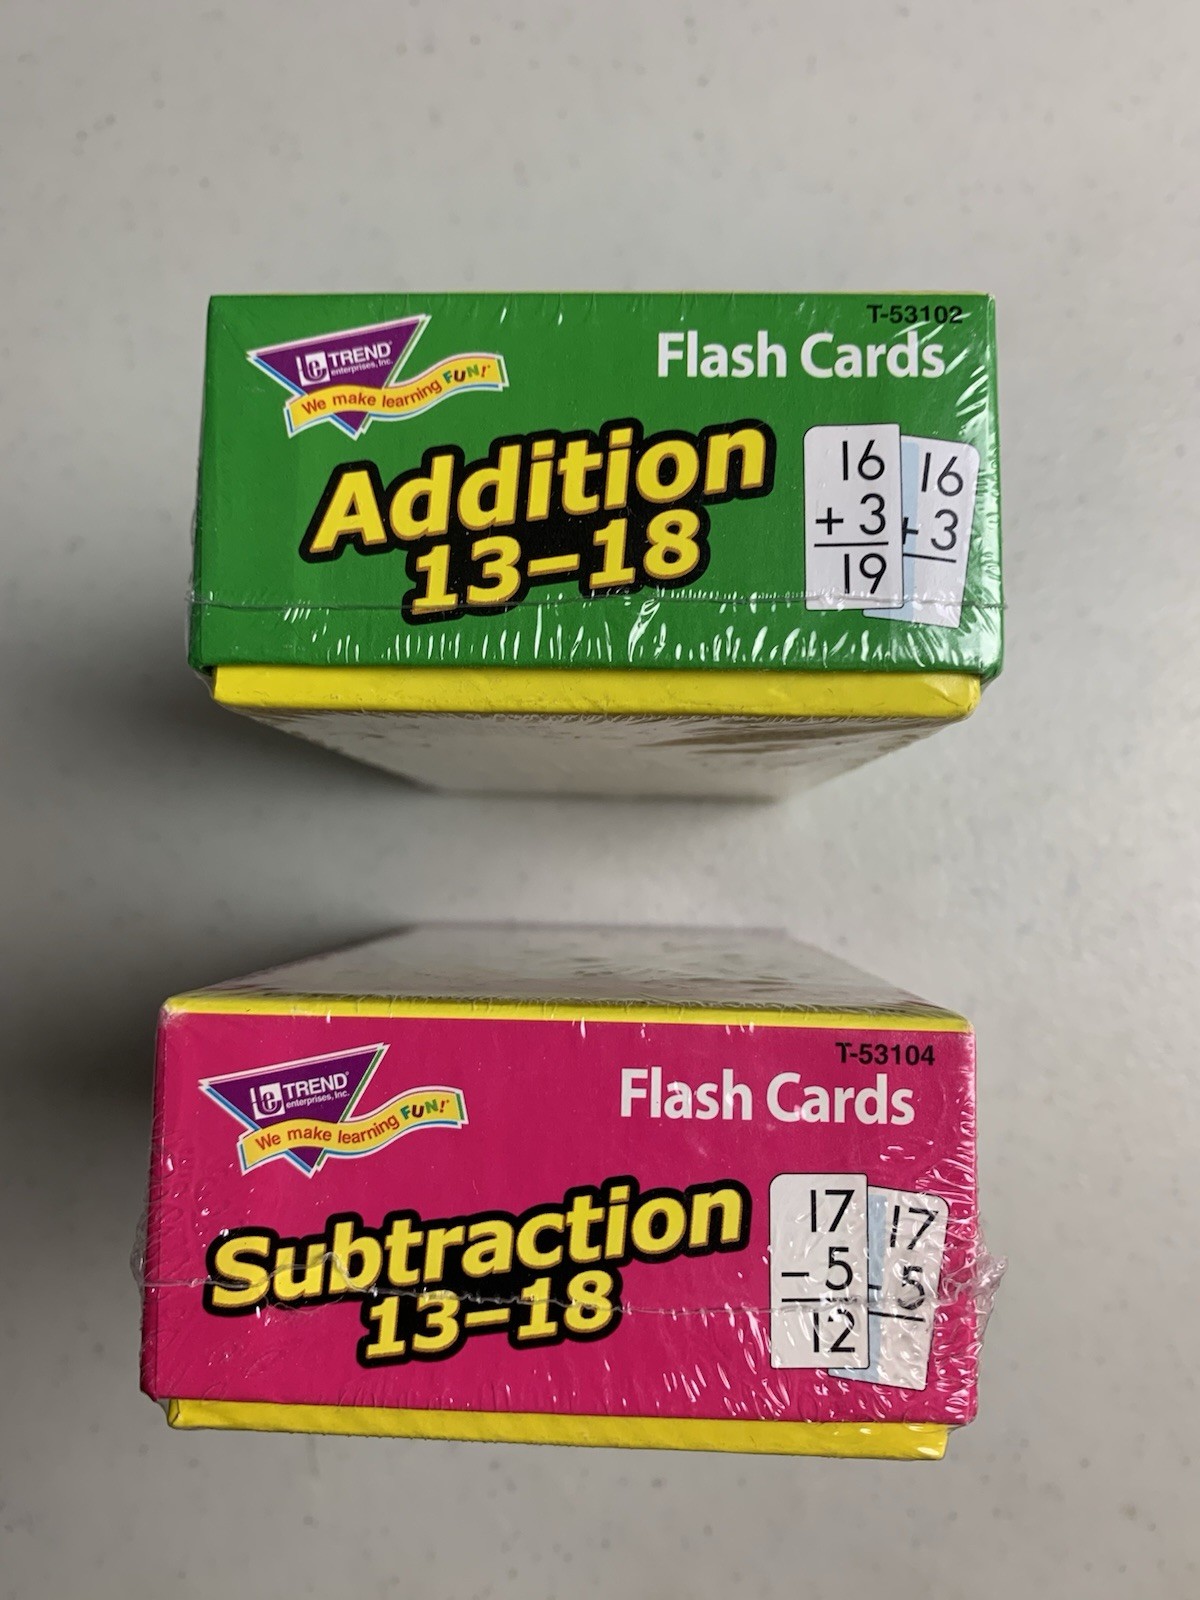 T-53102
TREND®
enterprises, Inc.
We make learning FUN!®
Flash Cards
Addition
13-18
16
+ 3
19
16
+ 3
T-53104
TREND®
enterprises, Inc.
We make learning FUN!®
Flash Cards
Subtraction
13-18
17
- 5
12
17
- 5